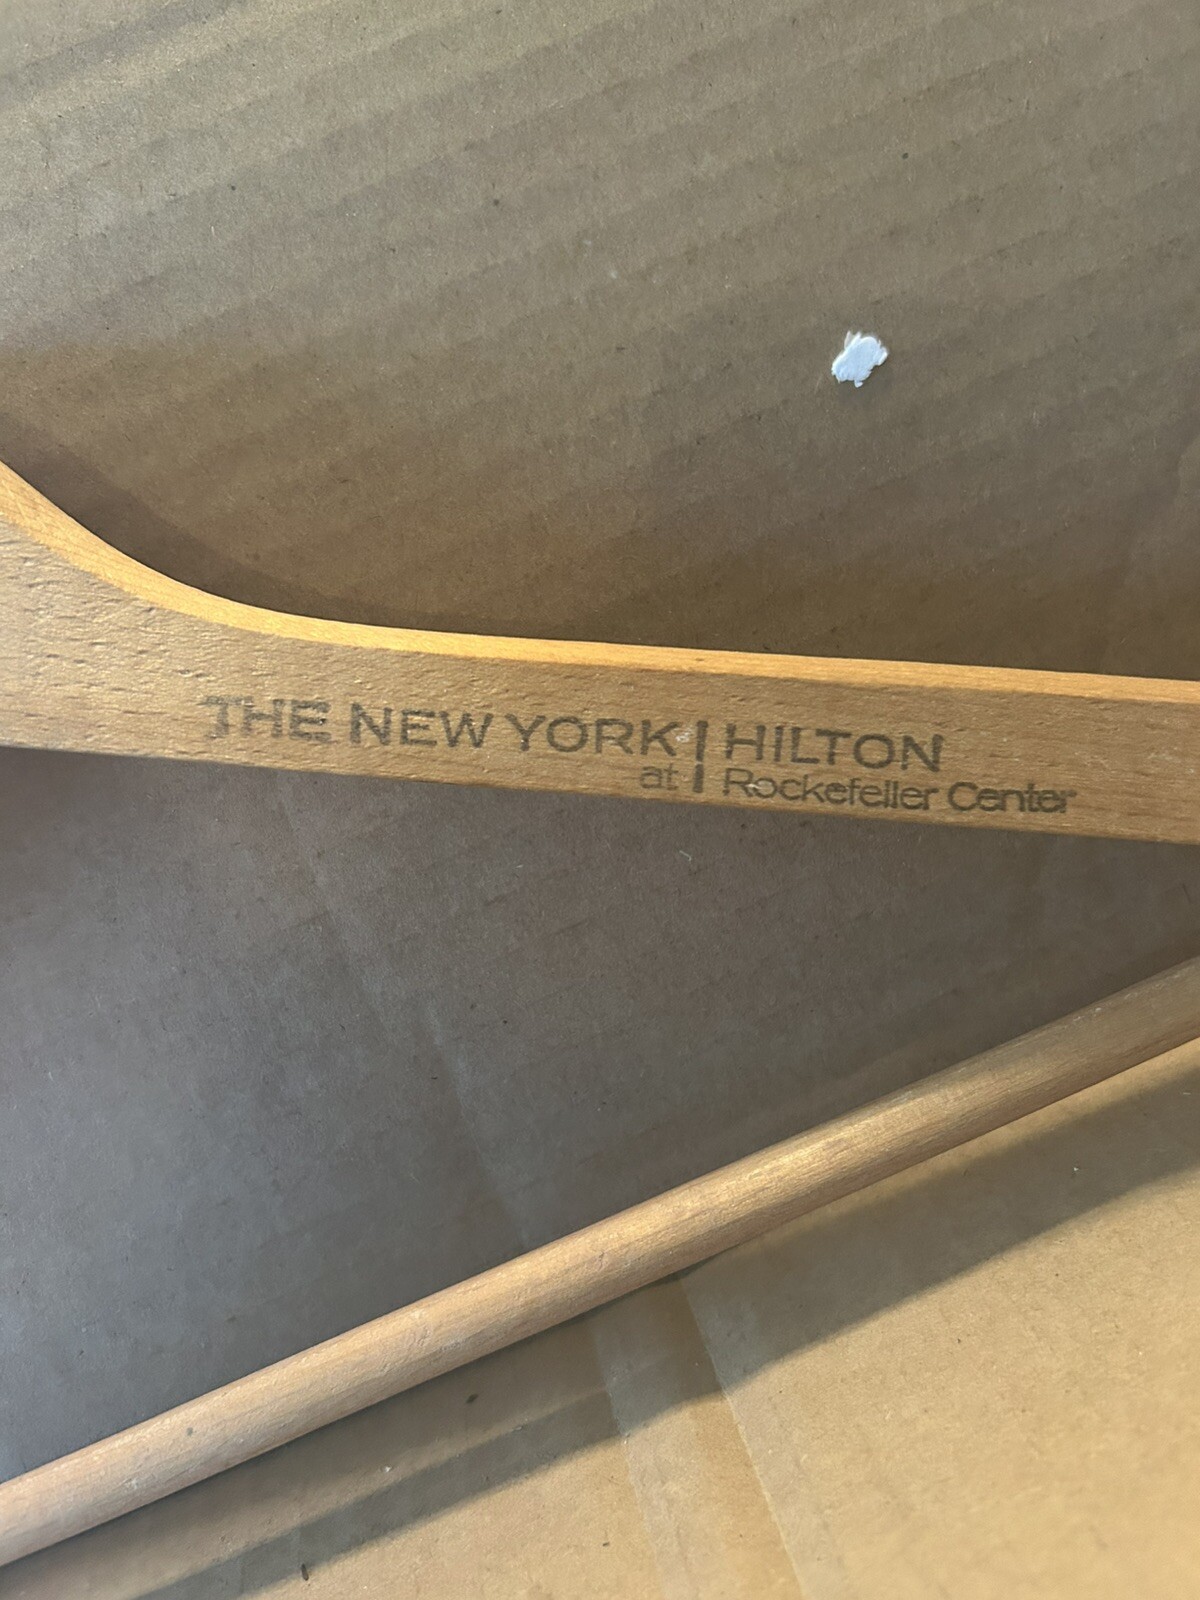 THE NEW YORK | HILTON
at | Rockefeller Center